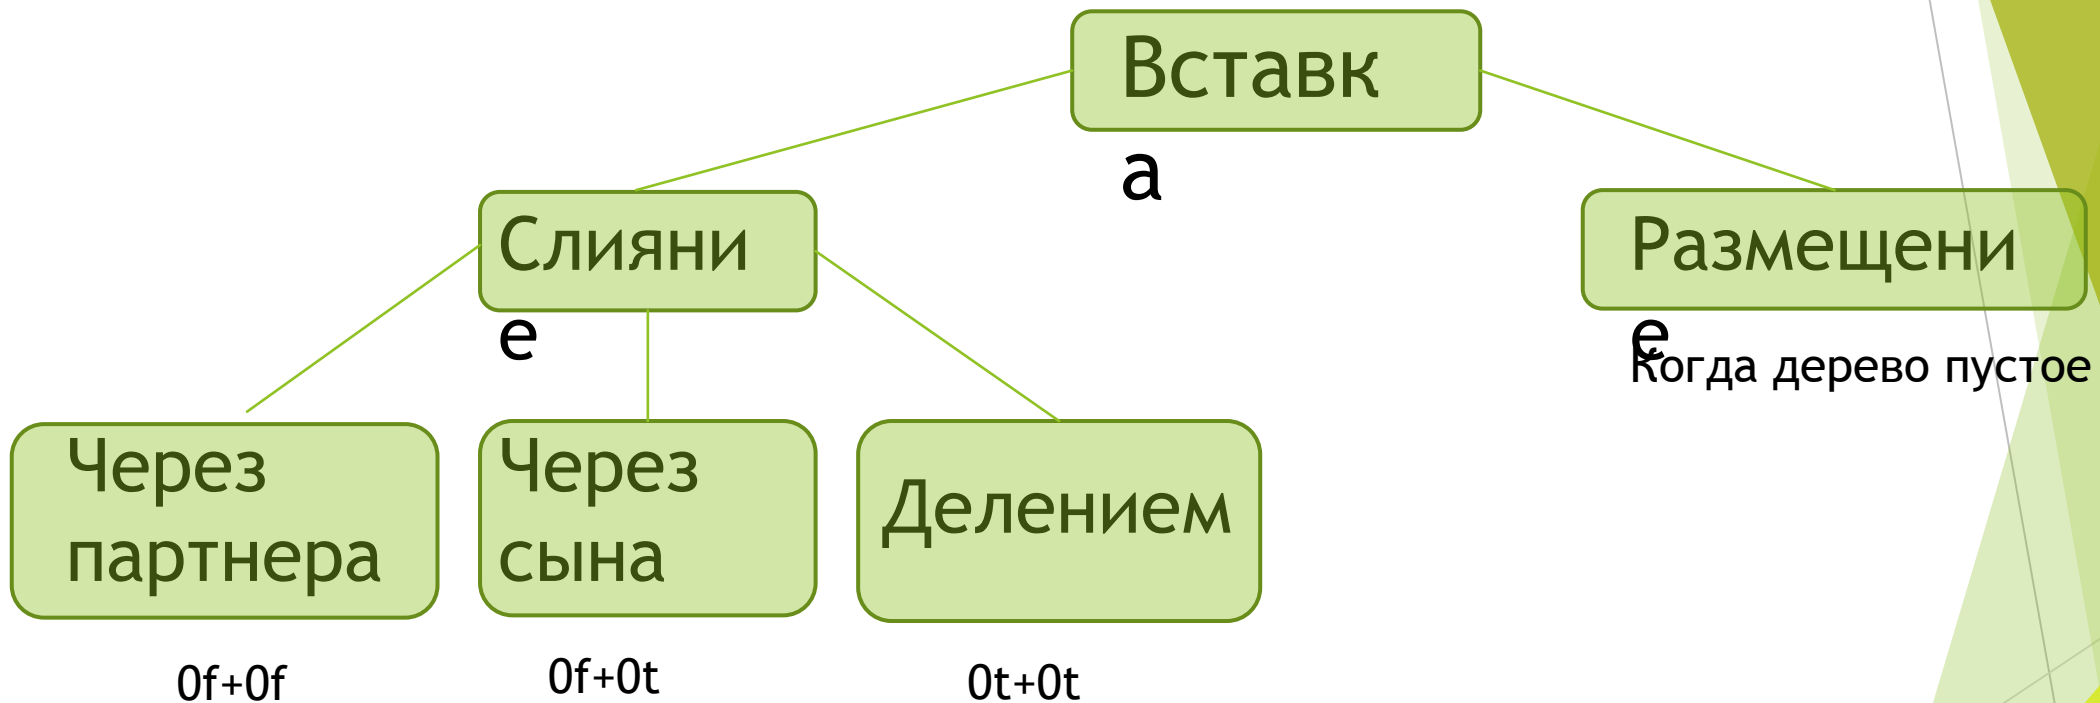 Вставк
а
Слияни
е
Размещени
е
Когда дерево пустое
Через
партнера
Через
сына
Делением
0f+0f
0f+0t
0t+0t